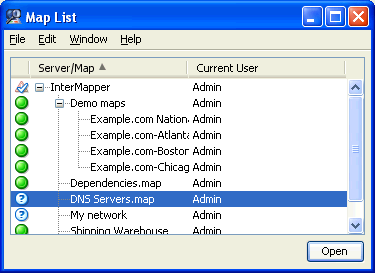 Map List
File Edit Window Help
Server/Map Current User
InterMapper Admin
Demo maps Admin
Example.com Nation Admin
Example.com-Atlanta Admin
Example.com-Boston Admin
Example.com-Chicag Admin
Dependencies.map Admin
DNS Servers.map Admin
My network Admin
Shipping Warehouse Admin
Open